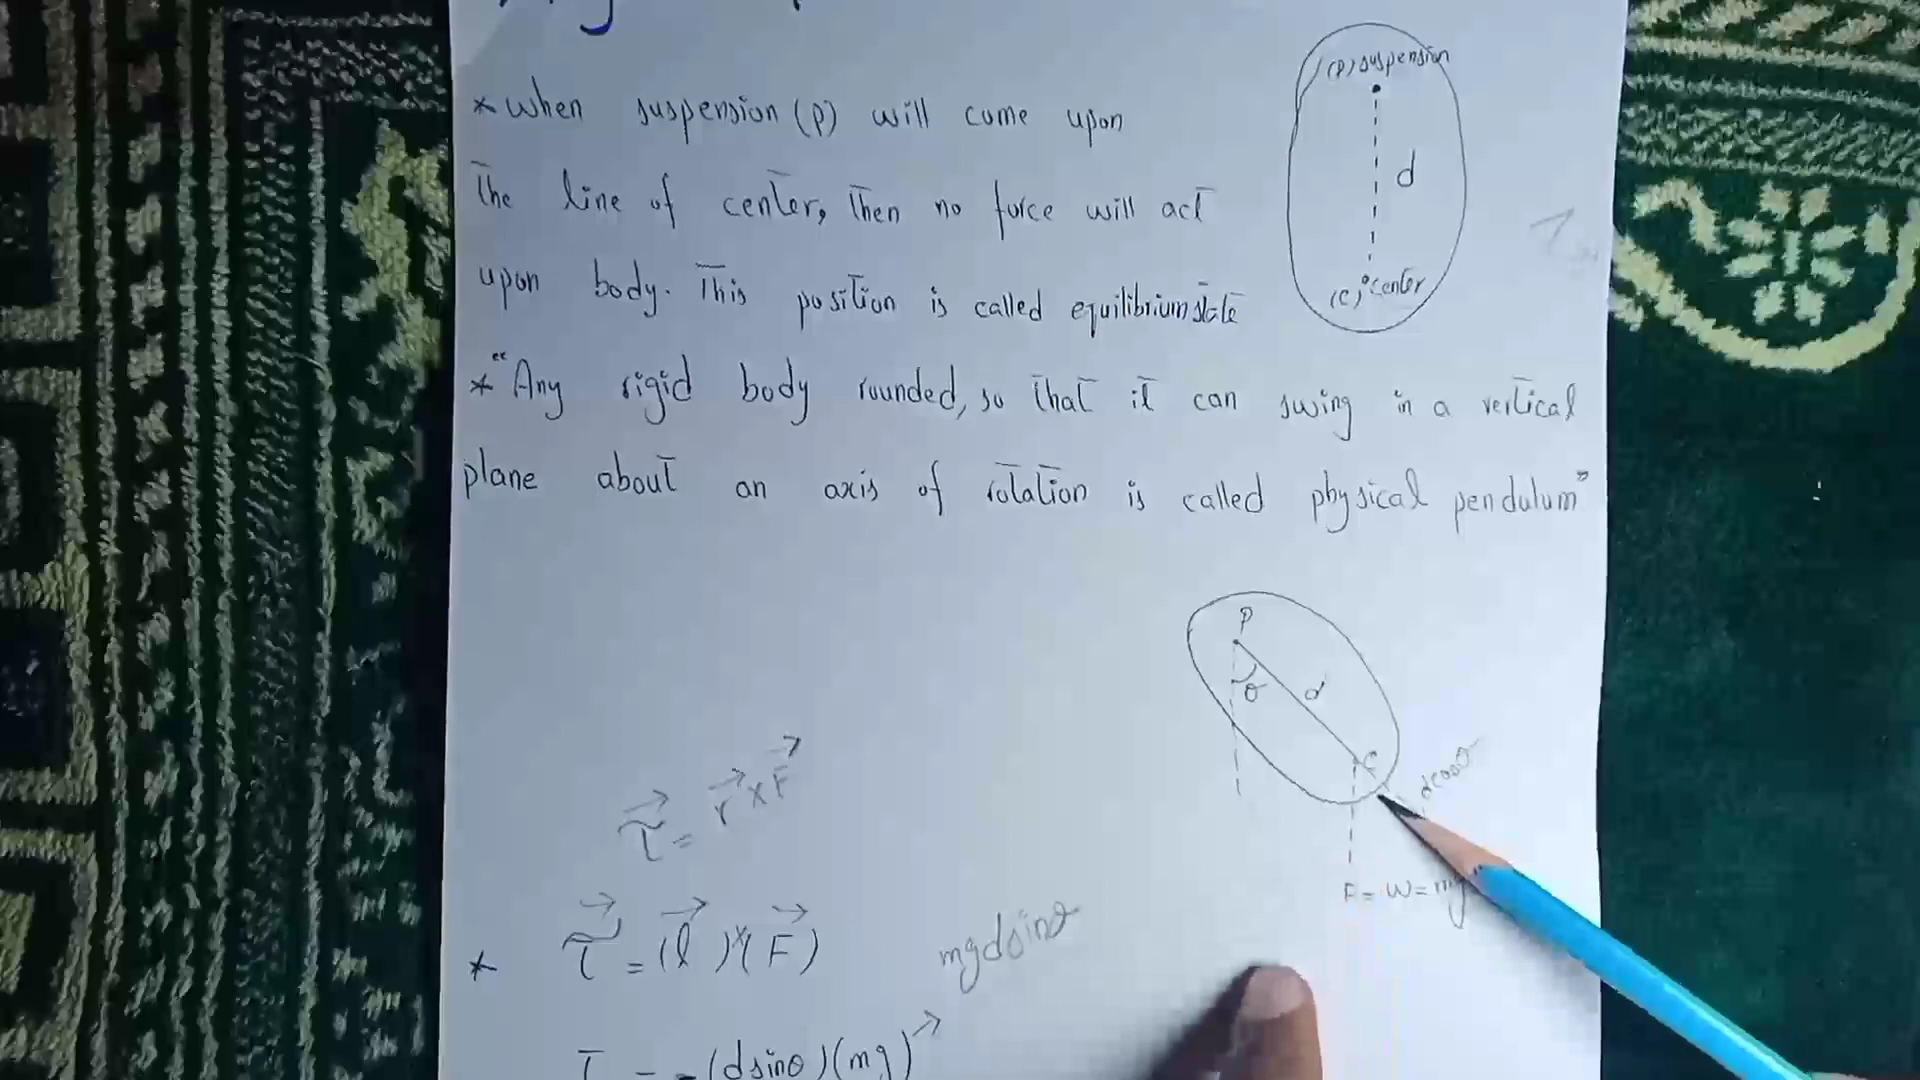 (P) suspension
* When suspension (P) will come upon
the line of center, then no force will act
d
upon body. This position is called equilibrium state
(C) center
* "Any rigid body rounded, so that it can swing in a vertical
plane about an axis of rotation is called physical pendulum"
P
θ d
C
τ = r × F
dcosθ
F = W = mg
* τ = (l) × (F)
mgdsinθ
τ = -(dsinθ)(mg)